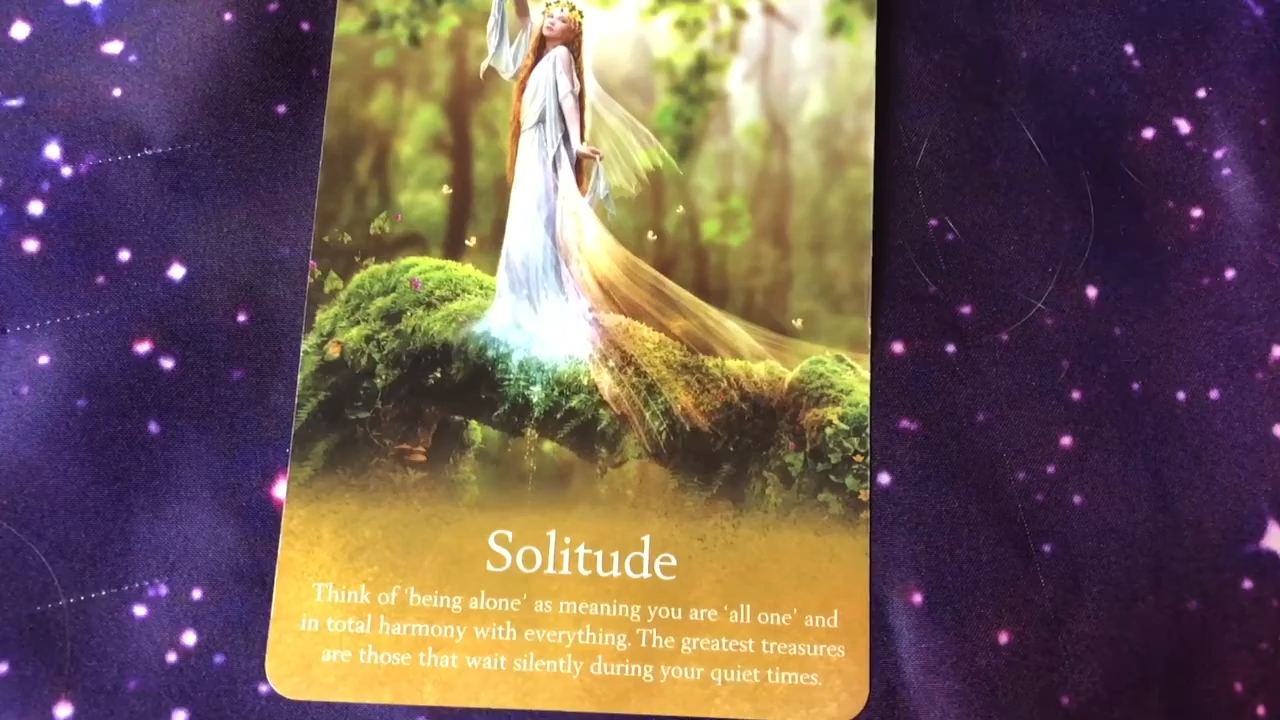 Solitude
Think of ‘being alone’ as meaning you are ‘all one’ and
in total harmony with everything. The greatest treasures
are those that wait silently during your quiet times.